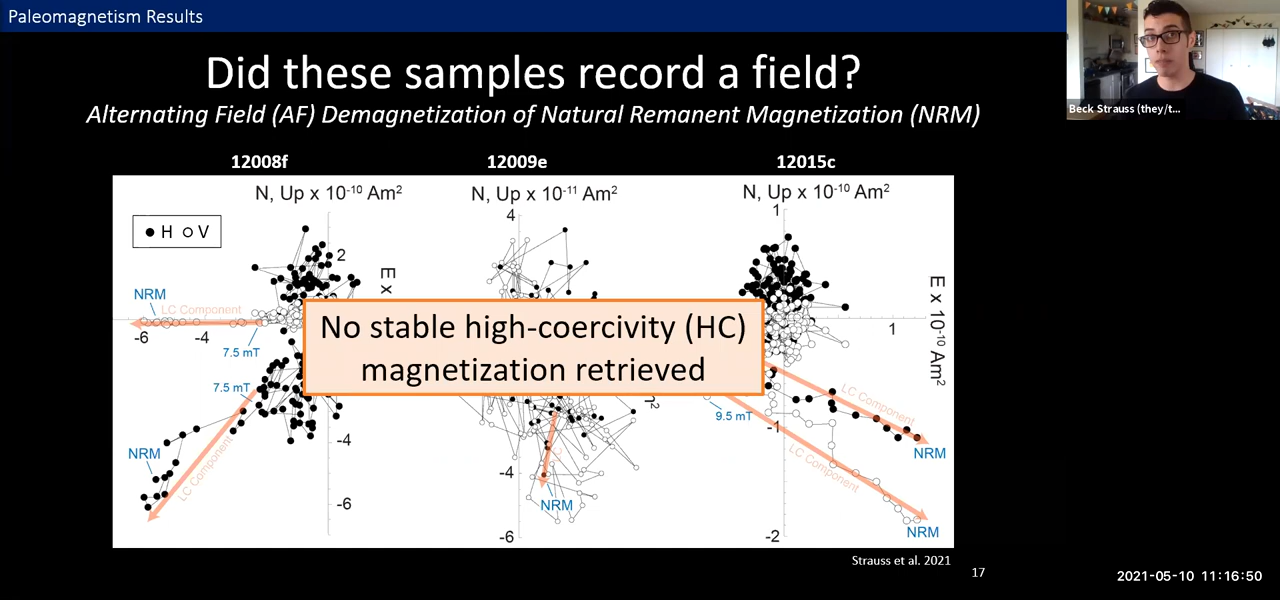 Paleomagnetism Results
Did these samples record a field?
Alternating Field (AF) Demagnetization of Natural Remanent Magnetization (NRM)
Beck Strauss (they/t...
12008f
12009e
12015c
N, Up x 10⁻¹⁰ Am²
N, Up x 10⁻¹¹ Am²
N, Up x 10⁻¹⁰ Am²
H V
2
E x
4
1
E x 10⁻¹⁰ Am²
NRM
LC Component
-6
-4
7.5 mT
1
No stable high-coercivity (HC)
magnetization retrieved
7.5 mT
NRM
LC Component
-4
-6
-4
NRM
-6
9.5 mT
-1
LC Component
NRM
LC Component
NRM
-2
Strauss et al. 2021
17
2021-05-10 11:16:50